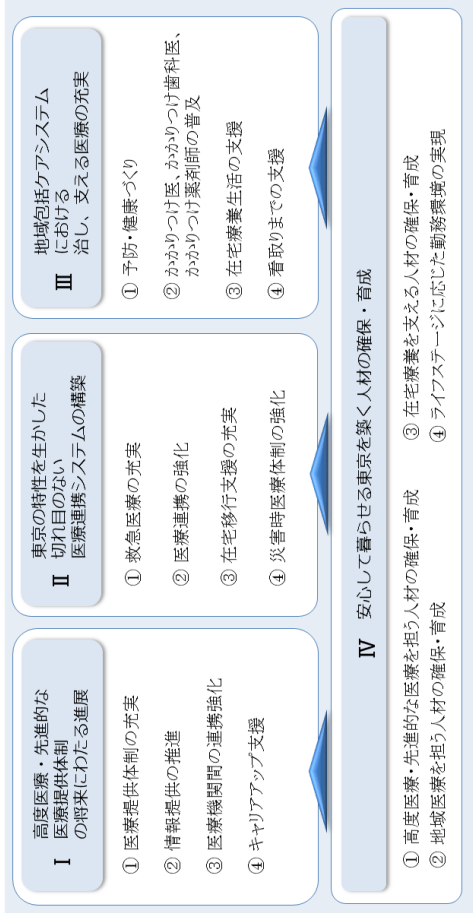 Ⅰ
高度医療・先進的な
医療提供体制
の将来にわたる進展
① 医療提供体制の充実
② 情報提供の推進
③ 医療機関間の連携強化
④ キャリアアップ支援
Ⅱ
東京の特性を生かした
切れ目のない
医療連携システムの構築
① 救急医療の充実
② 医療連携の強化
③ 在宅移行支援の充実
④ 災害時医療体制の強化
Ⅲ
地域包括ケアシステム
における
治し、支える医療の充実
① 予防・健康づくり
② かかりつけ医、かかりつけ歯科医、
かかりつけ薬剤師の普及
③ 在宅療養生活の支援
④ 看取りまでの支援
Ⅳ 安心して暮らせる東京を築く人材の確保・育成
① 高度医療・先進的な医療を担う人材の確保・育成
② 地域医療を担う人材の確保・育成
③ 在宅療養を支える人材の確保・育成
④ ライフステージに応じた勤務環境の実現